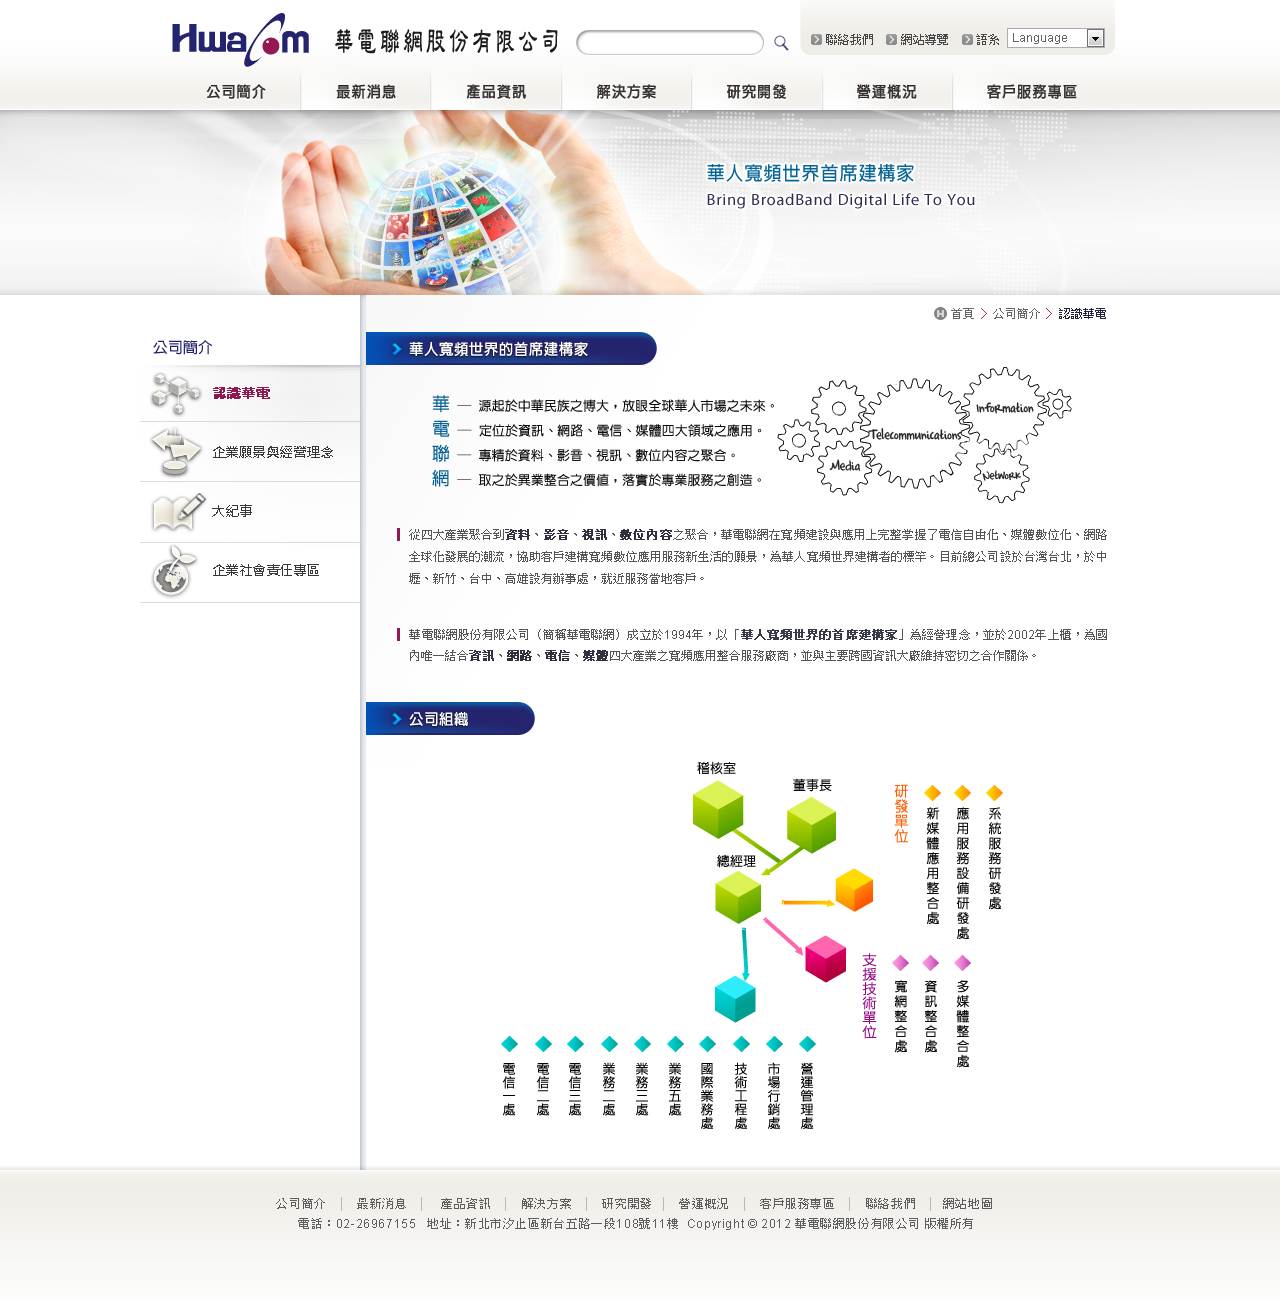 HwaCom 華電聯網股份有限公司
聯絡我們 網站導覽 語系 Language
公司簡介 最新消息 產品資訊 解決方案 研究開發 營運概況 客戶服務專區
華人寬頻世界首席建構家
Bring BroadBand Digital Life To You
首頁 > 公司簡介 > 認識華電
公司簡介
認識華電
企業願景與經營理念
大紀事
企業社會責任專區
華人寬頻世界的首席建構家
華 — 源起於中華民族之博大，放眼全球華人市場之未來。
電 — 定位於資訊、網路、電信、媒體四大領域之應用。
聯 — 專精於資料、影音、視訊、數位內容之聚合。
網 — 取之於異業整合之價值，落實於專業服務之創造。
Telecommunications
Information
Media
Network
從四大產業聚合到資料、影音、視訊、數位內容之聚合，華電聯網在寬頻建設與應用上完整掌握了電信自由化、媒體數位化、網路
全球化發展的潮流，協助客戶建構寬頻數位應用服務新生活的願景，為華人寬頻世界建構者的標竿。目前總公司設於台灣台北，於中
壢、新竹、台中、高雄設有辦事處，就近服務當地客戶。
華電聯網股份有限公司（簡稱華電聯網）成立於1994年，以「華人寬頻世界的首席建構家」為經營理念，並於2002年上櫃，為國
內唯一結合資訊、網路、電信、媒體四大產業之寬頻應用整合服務廠商，並與主要跨國資訊大廠維持密切之合作關係。
公司組織
稽核室
董事長
總經理
研發單位
新媒體應用整合處
應用服務設備研發處
系統服務研發處
支援技術單位
寬網整合處
資訊整合處
多媒體整合處
電信一處
電信二處
電信三處
業務二處
業務三處
業務五處
國際業務處
技術工程處
市場行銷處
營運管理處
公司簡介 最新消息 產品資訊 解決方案 研究開發 營運概況 客戶服務專區 聯絡我們 網站地圖
電話：02-26967155 地址：新北市汐止區新台五路一段108號11樓 Copyright © 2012 華電聯網股份有限公司 版權所有